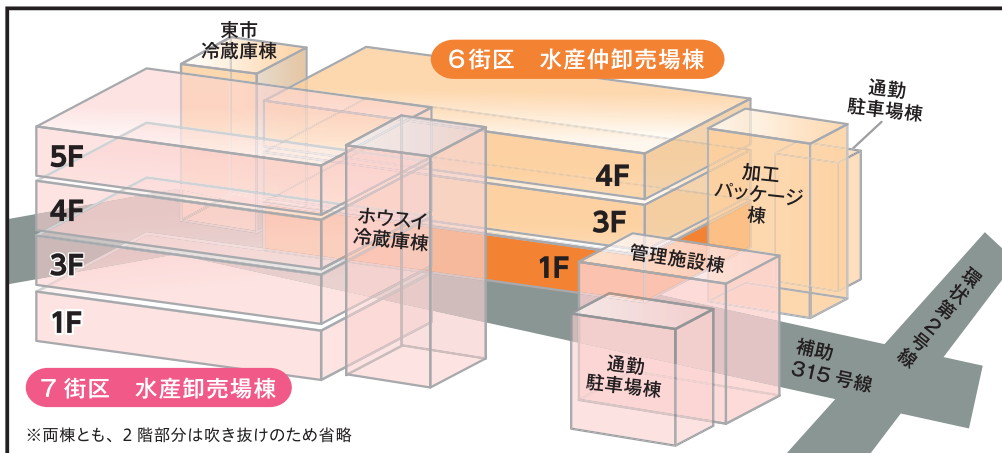 東市
冷蔵庫棟
6街区 水産仲卸売場棟
通勤
駐車場棟
5F
4F
3F
1F
ホウスイ
冷蔵庫棟
4F
3F
1F
加工
パッケージ
棟
管理施設棟
通勤
駐車場棟
補助
315号線
環状第2号線
7街区 水産卸売場棟
※両棟とも、2階部分は吹き抜けのため省略